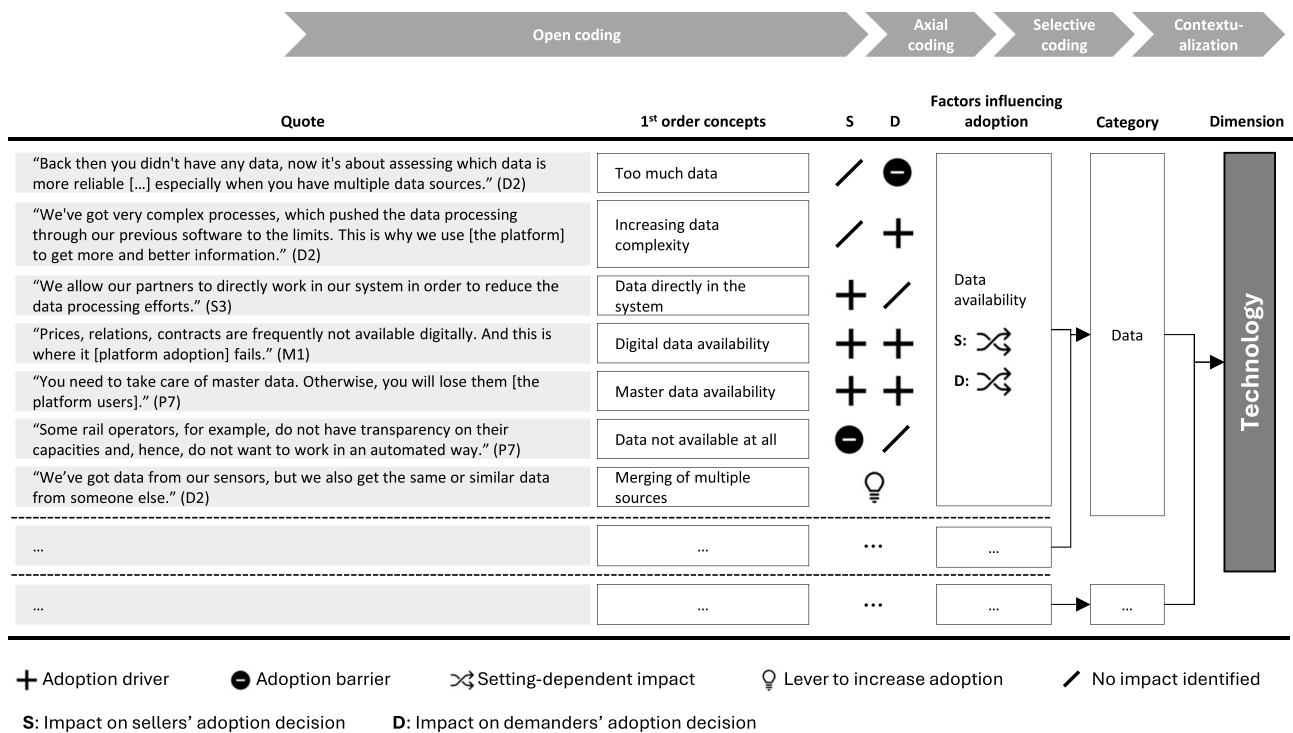 Open coding
Axial
coding
Selective
coding
Contextu-
alization
Quote
1st order concepts
S
D
Factors influencing
adoption
Category
Dimension
“Back then you didn't have any data, now it's about assessing which data is
more reliable [...] especially when you have multiple data sources.” (D2)
Too much data
“We've got very complex processes, which pushed the data processing
through our previous software to the limits. This is why we use [the platform]
to get more and better information.” (D2)
Increasing data
complexity
“We allow our partners to directly work in our system in order to reduce the
data processing efforts.” (S3)
Data directly in the
system
“Prices, relations, contracts are frequently not available digitally. And this is
where it [platform adoption] fails.” (M1)
Digital data availability
“You need to take care of master data. Otherwise, you will lose them [the
platform users].” (P7)
Master data availability
“Some rail operators, for example, do not have transparency on their
capacities and, hence, do not want to work in an automated way.” (P7)
Data not available at all
“We’ve got data from our sensors, but we also get the same or similar data
from someone else.” (D2)
Merging of multiple
sources
Data
availability
S:
D:
Data
Technology
...
...
...
...
...
...
...
...
...
Adoption driver
Adoption barrier
Setting-dependent impact
Lever to increase adoption
No impact identified
S: Impact on sellers’ adoption decision
D: Impact on demanders’ adoption decision